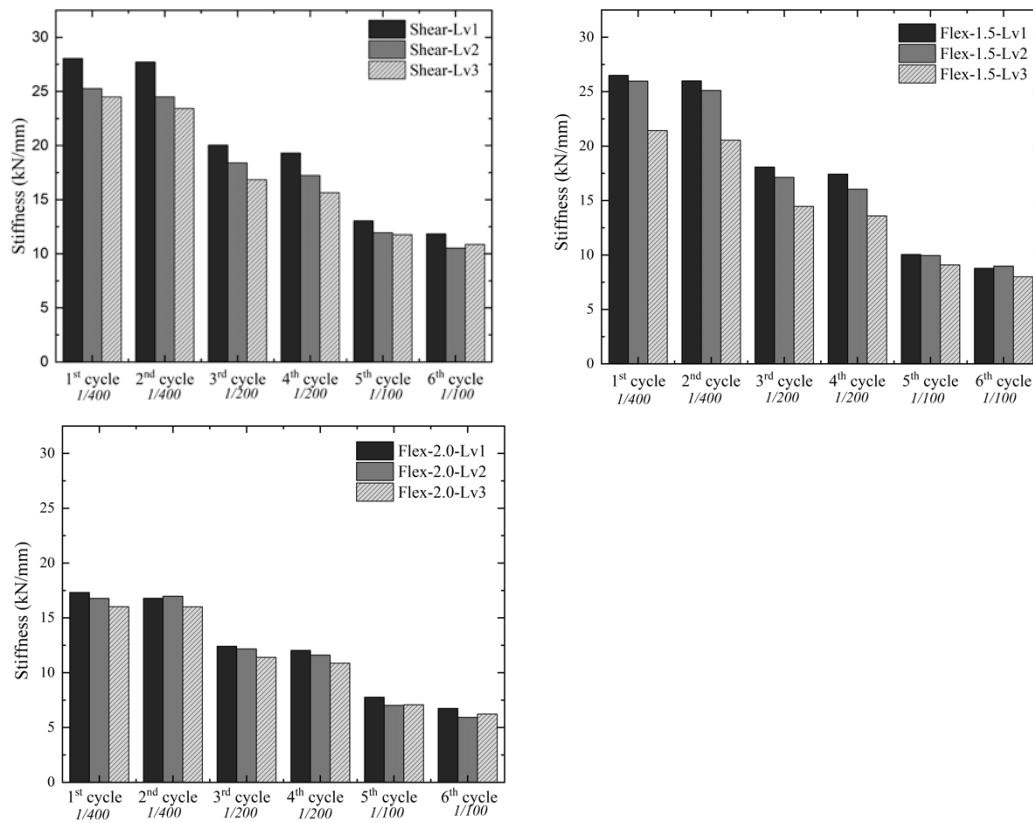 Shear-Lv1
Shear-Lv2
Shear-Lv3
Stiffness (kN/mm)
30
25
20
15
10
5
0
1st cycle 2nd cycle 3rd cycle 4th cycle 5th cycle 6th cycle
1/400 1/400 1/200 1/200 1/100 1/100
Flex-1.5-Lv1
Flex-1.5-Lv2
Flex-1.5-Lv3
Stiffness (kN/mm)
30
25
20
15
10
5
0
1st cycle 2nd cycle 3rd cycle 4th cycle 5th cycle 6th cycle
1/400 1/400 1/200 1/200 1/100 1/100
Flex-2.0-Lv1
Flex-2.0-Lv2
Flex-2.0-Lv3
Stiffness (kN/mm)
30
25
20
15
10
5
0
1st cycle 2nd cycle 3rd cycle 4th cycle 5th cycle 6th cycle
1/400 1/400 1/200 1/200 1/100 1/100